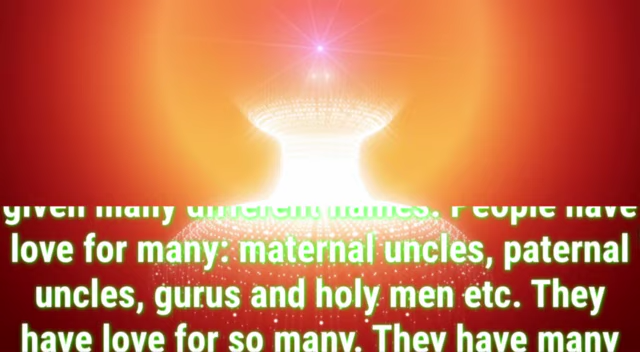 given many different names. People have
love for many: maternal uncles, paternal
uncles, gurus and holy men etc. They
have love for so many. They have many